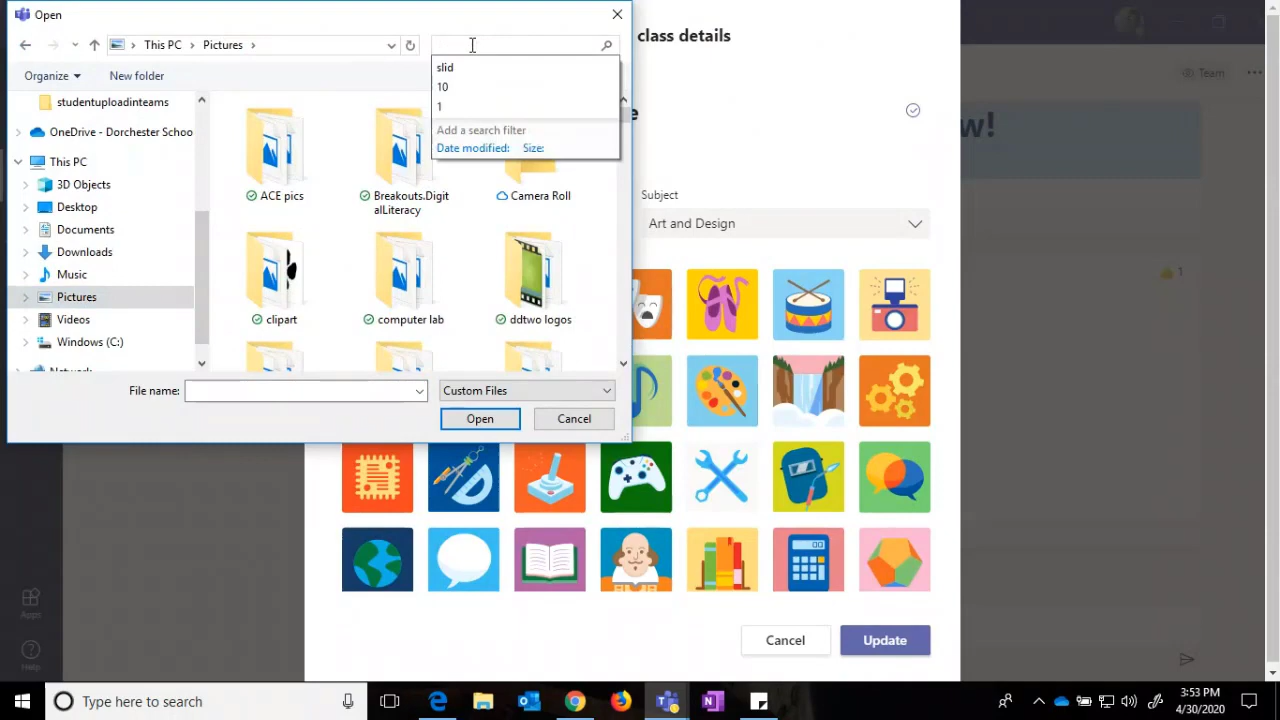 Open
This PC
Pictures
Organize
New folder
slid
10
1
Add a search filter
Date modified:
Size:
studentuploadinteams
OneDrive - Dorchester Schoo
This PC
3D Objects
Desktop
Documents
Downloads
Music
Pictures
Videos
Windows (C:)
ACE pics
Breakouts.Digit
alLiteracy
Camera Roll
clipart
computer lab
ddtwo logos
File name:
Custom Files
Open
Cancel
class details
e
Subject
Art and Design
Cancel
Update
Team
w!
1
Apps
Help
Type here to search
3:53 PM
4/30/2020